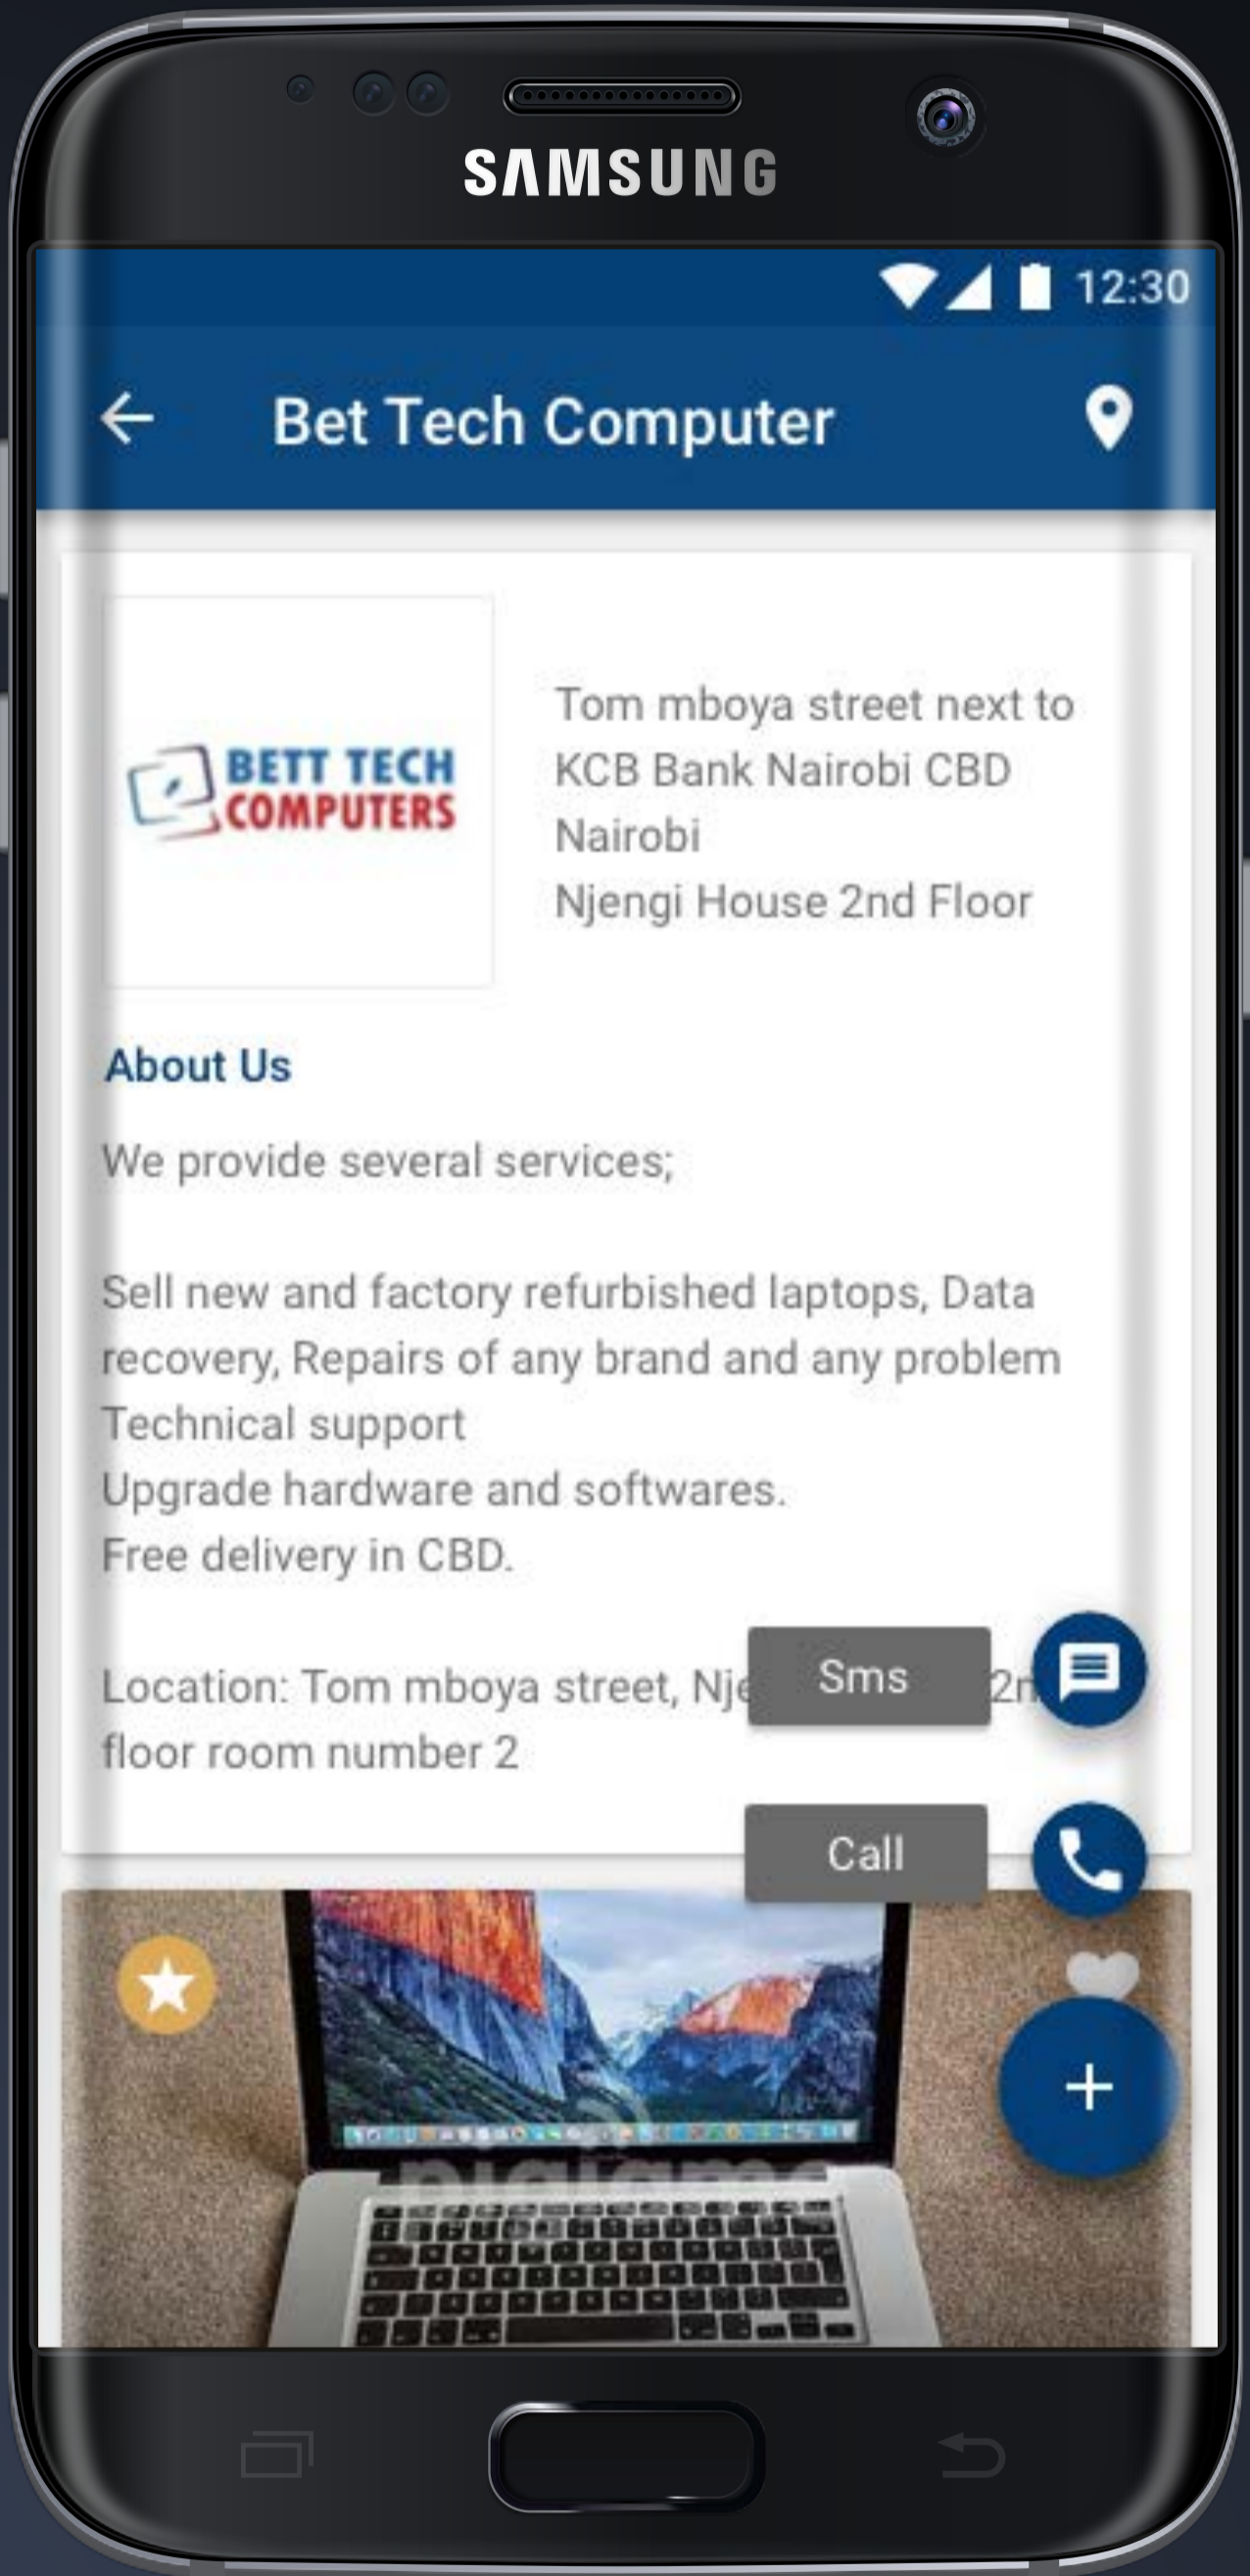 SAMSUNG
12:30
Bet Tech Computer
BETT TECH
COMPUTERS
Tom mboya street next to
KCB Bank Nairobi CBD
Nairobi
Njengi House 2nd Floor
About Us
We provide several services;
Sell new and factory refurbished laptops, Data
recovery, Repairs of any brand and any problem
Technical support
Upgrade hardware and softwares.
Free delivery in CBD.
Sms
Location: Tom mboya street,
floor room number 2
Call